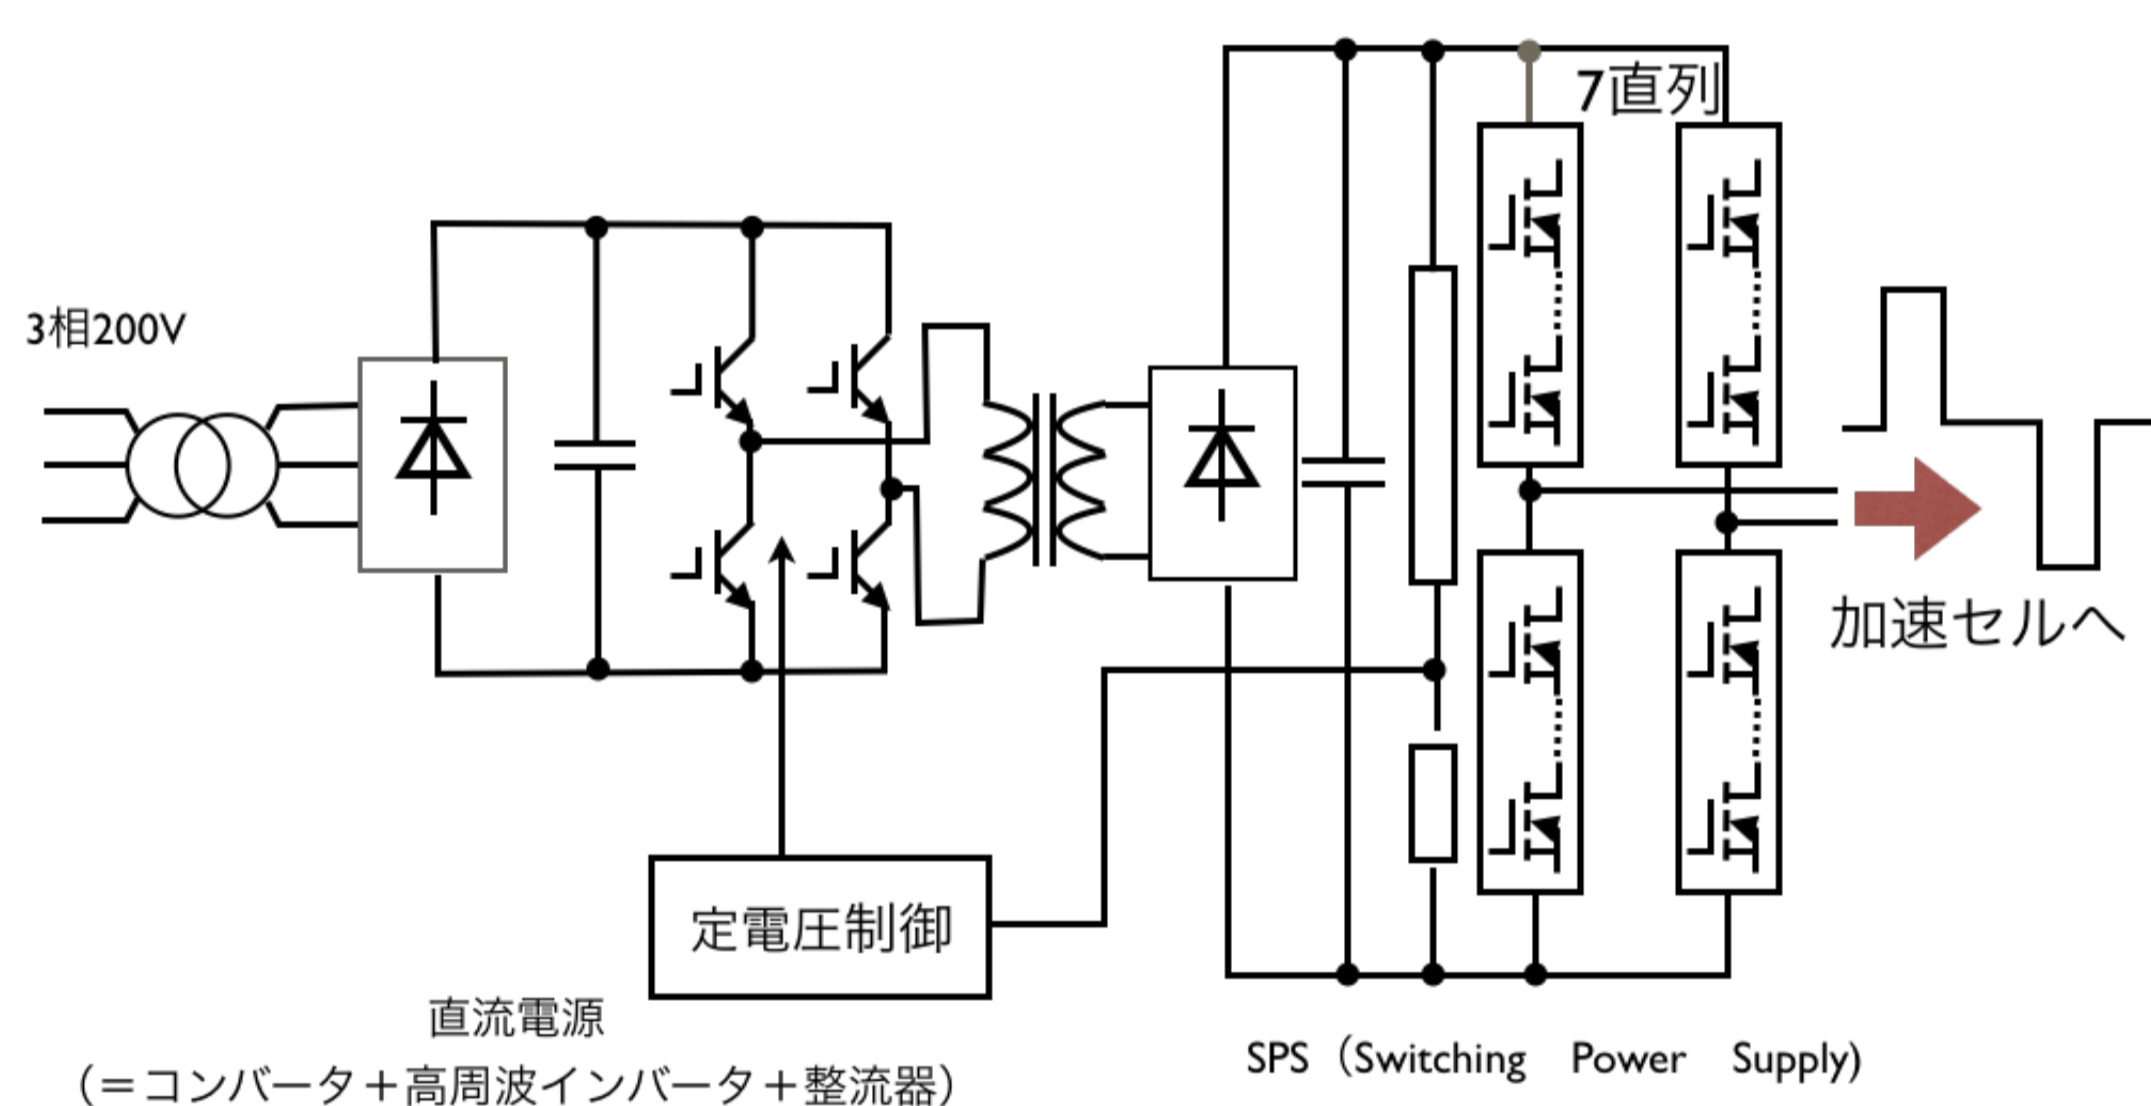 7直列
3相200V
加速セルへ
定電圧制御
直流電源
（＝コンバータ＋高周波インバータ＋整流器）
SPS（Switching Power Supply)